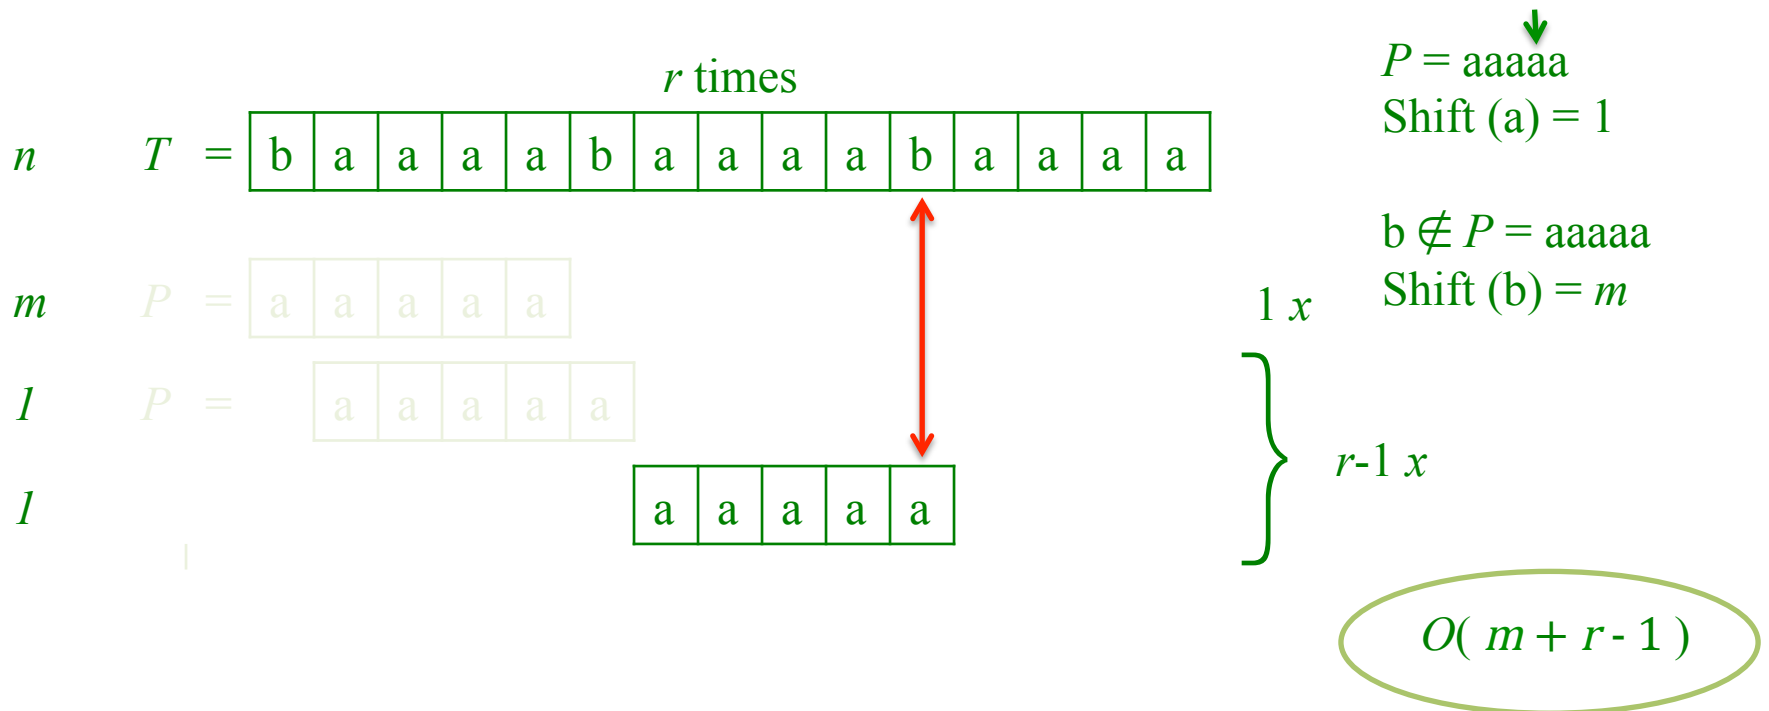 r times
n T = b a a a a b a a a a b a a a a
P = aaaaa
Shift (a) = 1
b ∉ P = aaaaa
Shift (b) = m
m P = a a a a a
1 x
1 P = a a a a a
r-1 x
1 a a a a a
O( m + r - 1 )